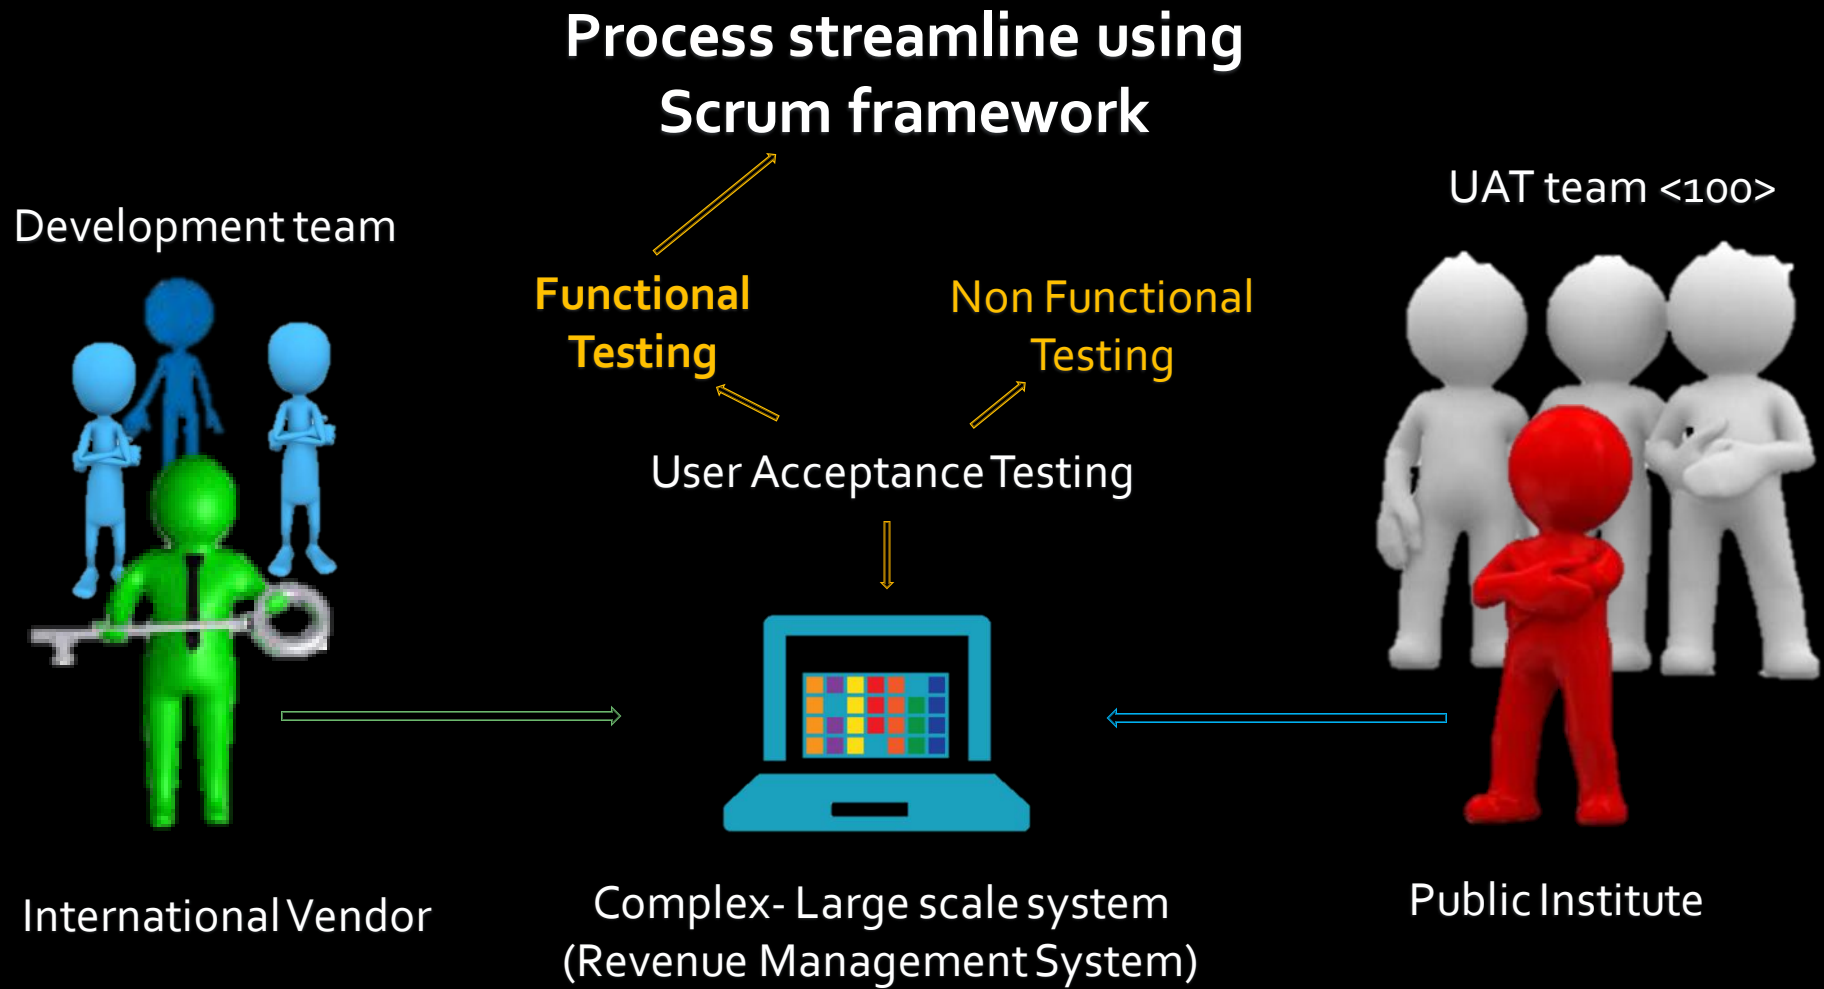 Process streamline using
Scrum framework
UAT team <100>
Development team
Functional
Testing
Non Functional
Testing
User Acceptance Testing
International Vendor
Complex- Large scale system
(Revenue Management System)
Public Institute